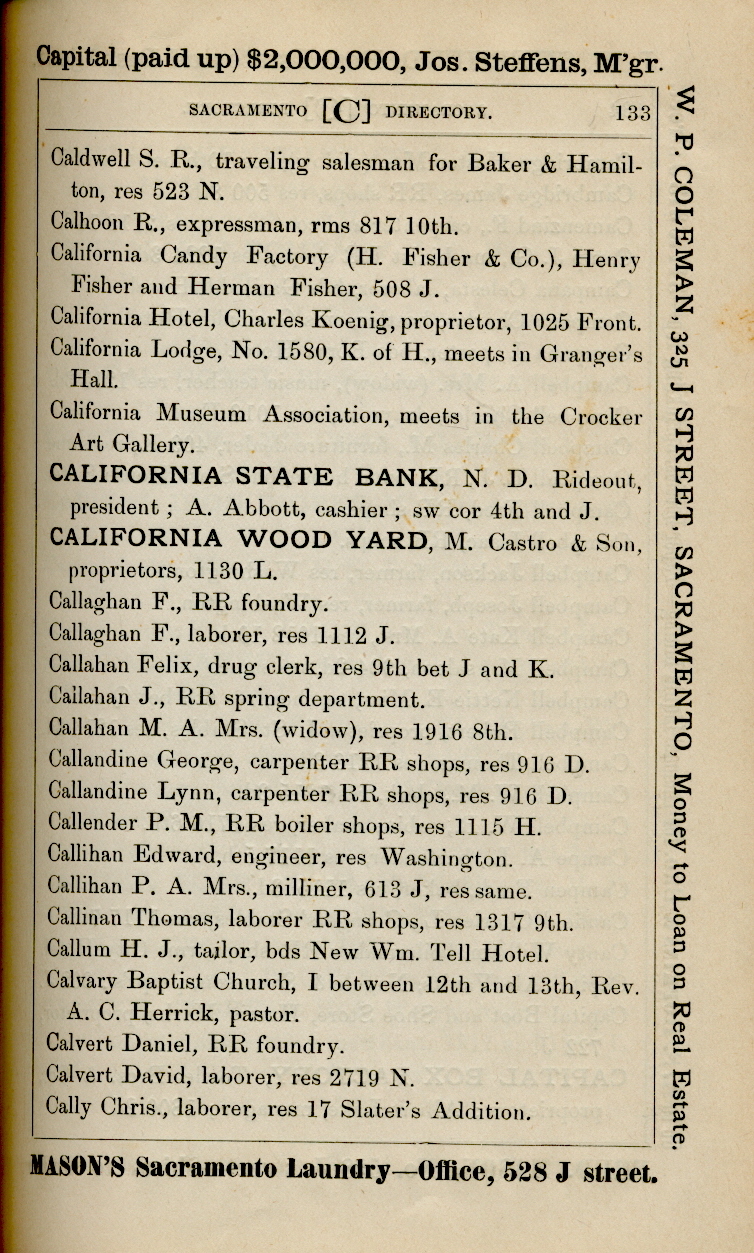 Capital (paid up) $2,000,000, Jos. Steffens, M'gr.
SACRAMENTO [C] DIRECTORY. 133
Caldwell S. R., traveling salesman for Baker & Hamil-
ton, res 523 N.
Calhoon R., expressman, rms 817 10th.
California Candy Factory (H. Fisher & Co.), Henry
Fisher and Herman Fisher, 508 J.
California Hotel, Charles Koenig, proprietor, 1025 Front.
California Lodge, No. 1580, K. of H., meets in Granger's
Hall.
California Museum Association, meets in the Crocker
Art Gallery.
CALIFORNIA STATE BANK, N. D. Rideout,
president; A. Abbott, cashier; sw cor 4th and J.
CALIFORNIA WOOD YARD, M. Castro & Son,
proprietors, 1130 L.
Callaghan F., RR foundry.
Callaghan F., laborer, res 1112 J.
Callahan Felix, drug clerk, res 9th bet J and K.
Callahan J., RR spring department.
Callahan M. A. Mrs. (widow), res 1916 8th.
Callandine George, carpenter RR shops, res 916 D.
Callandine Lynn, carpenter RR shops, res 916 D.
Callender P. M., RR boiler shops, res 1115 H.
Callihan Edward, engineer, res Washington.
Callihan P. A. Mrs., milliner, 613 J, res same.
Callinan Thomas, laborer RR shops, res 1317 9th.
Callum H. J., tailor, bds New Wm. Tell Hotel.
Calvary Baptist Church, I between 12th and 13th, Rev.
A. C. Herrick, pastor.
Calvert Daniel, RR foundry.
Calvert David, laborer, res 2719 N.
Cally Chris., laborer, res 17 Slater's Addition.
MASON'S Sacramento Laundry—Office, 528 J street.
W. P. COLEMAN, 325 J STREET, SACRAMENTO, Money to Loan on Real Estate.